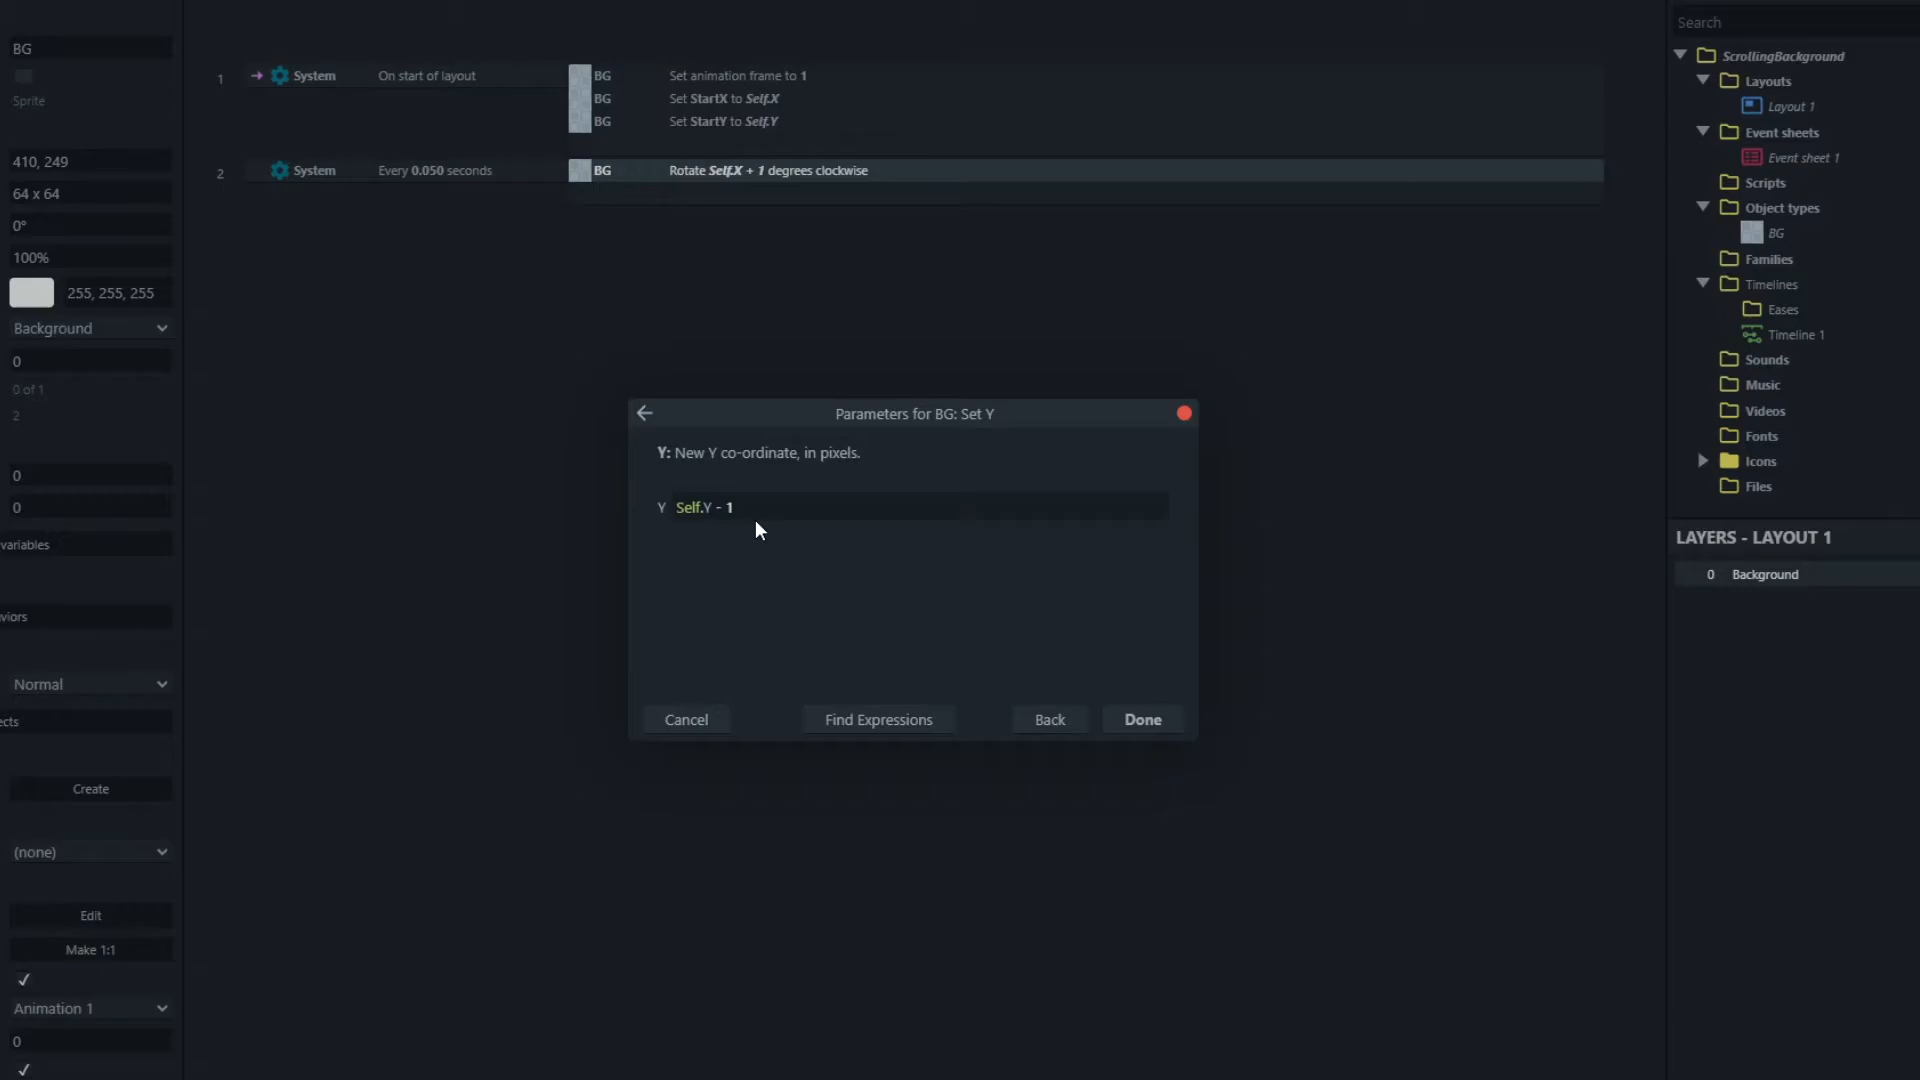 BG
Sprite
410, 249
64 x 64
0°
100%
255, 255, 255
Background
0
0 of 1
2
0
0
variables
viors
Normal
ects
Create
(none)
Edit
Make 1:1
Animation 1
0
1 System On start of layout BG Set animation frame to 1
BG Set StartX to Self.X
BG Set StartY to Self.Y
2 System Every 0.050 seconds BG Rotate Self.X + 1 degrees clockwise
Parameters for BG: Set Y
Y: New Y co-ordinate, in pixels.
Y Self.Y - 1
Cancel Find Expressions Back Done
Search
ScrollingBackground
Layouts
Layout 1
Event sheets
Event sheet 1
Scripts
Object types
BG
Families
Timelines
Eases
Timeline 1
Sounds
Music
Videos
Fonts
Icons
Files
LAYERS - LAYOUT 1
0 Background